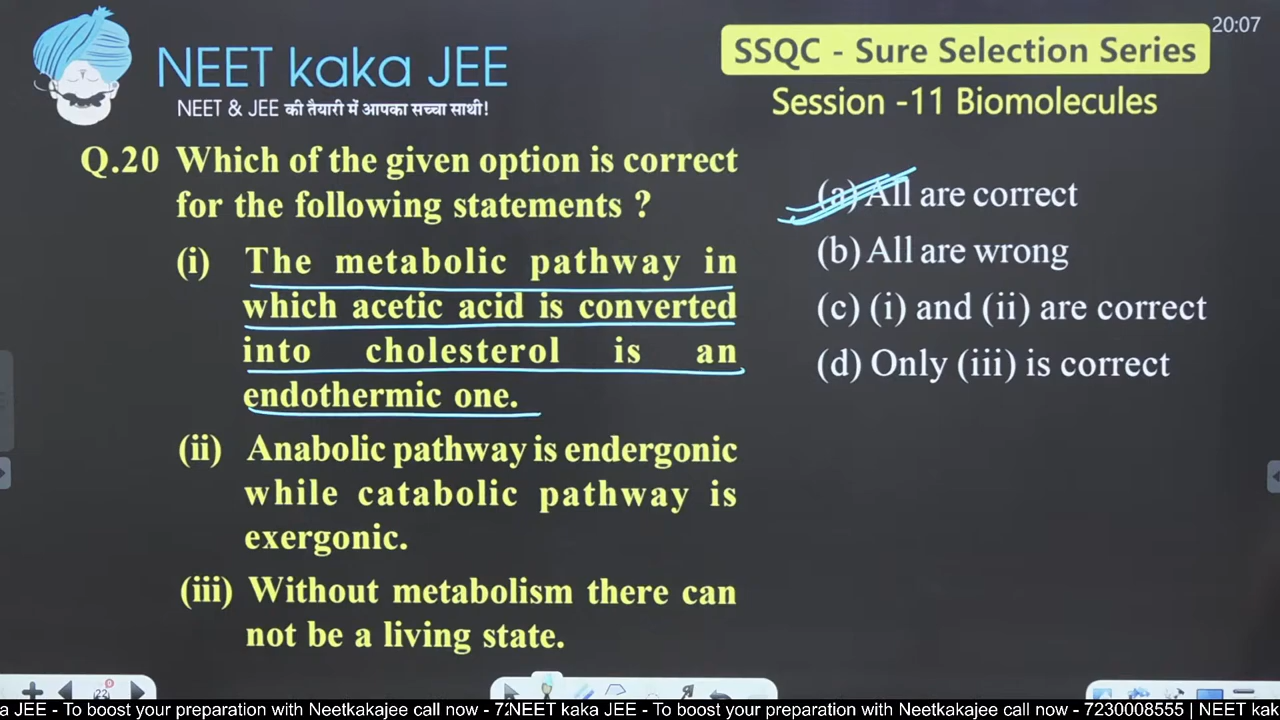 20:07
NEET kaka JEE
NEET & JEE की तैयारी में आपका सच्चा साथी!
SSQC - Sure Selection Series
Session -11 Biomolecules
Q.20 Which of the given option is correct
for the following statements ?
(i) The metabolic pathway in
which acetic acid is converted
into cholesterol is an
endothermic one.
(ii) Anabolic pathway is endergonic
while catabolic pathway is
exergonic.
(iii) Without metabolism there can
not be a living state.
(a) All are correct
(b) All are wrong
(c) (i) and (ii) are correct
(d) Only (iii) is correct
a JEE - To boost your preparation with Neetkakajee call now - 72NEET kaka JEE - To boost your preparation with Neetkakajee call now - 7230008555 | NEET kak